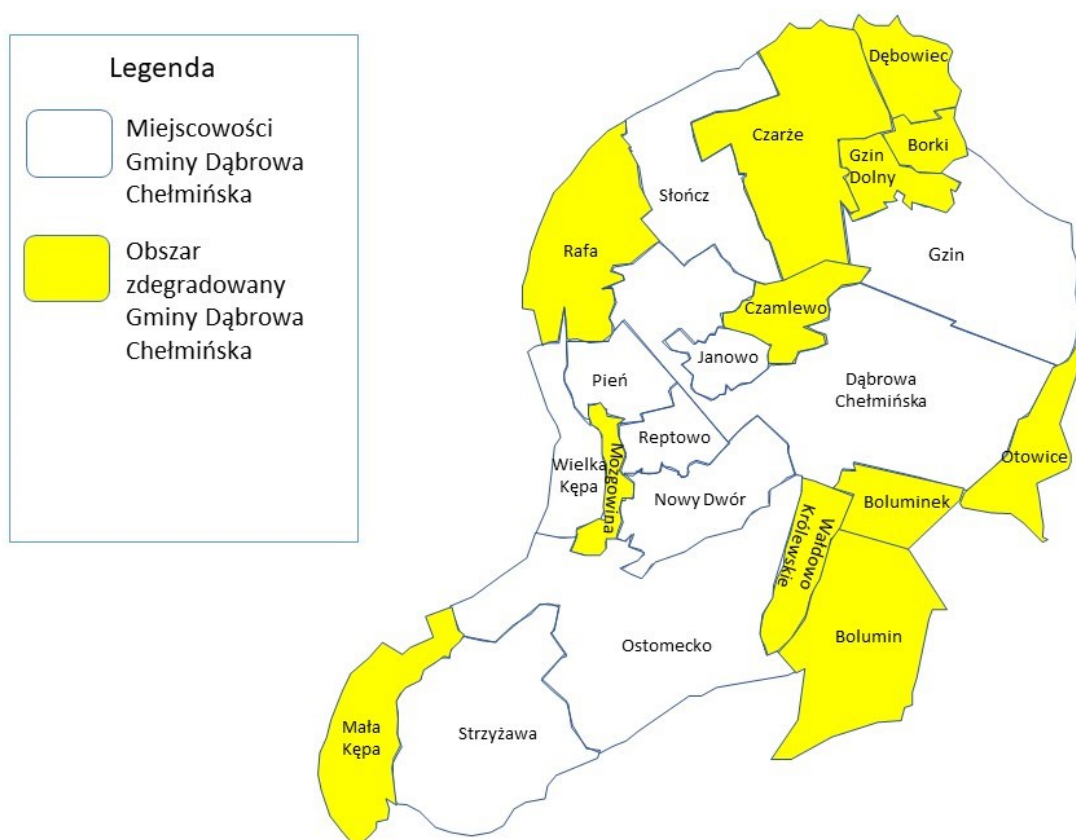 Legenda
Miejscowości
Gminy Dąbrowa
Chełmińska
Obszar
zdegradowany
Gminy Dąbrowa
Chełmińska
Dębowiec
Czarże
Borki
Gzin
Dolny
Słończ
Gzin
Rafa
Czamlewo
Janowo
Pień
Dąbrowa
Chełmińska
Reptowo
Mozgowina
Wielka
Kępa
Otowice
Nowy Dwór
Boluminek
Wałdowo
Królewskie
Bolumin
Ostomecko
Mała
Kępa
Strzyżawa